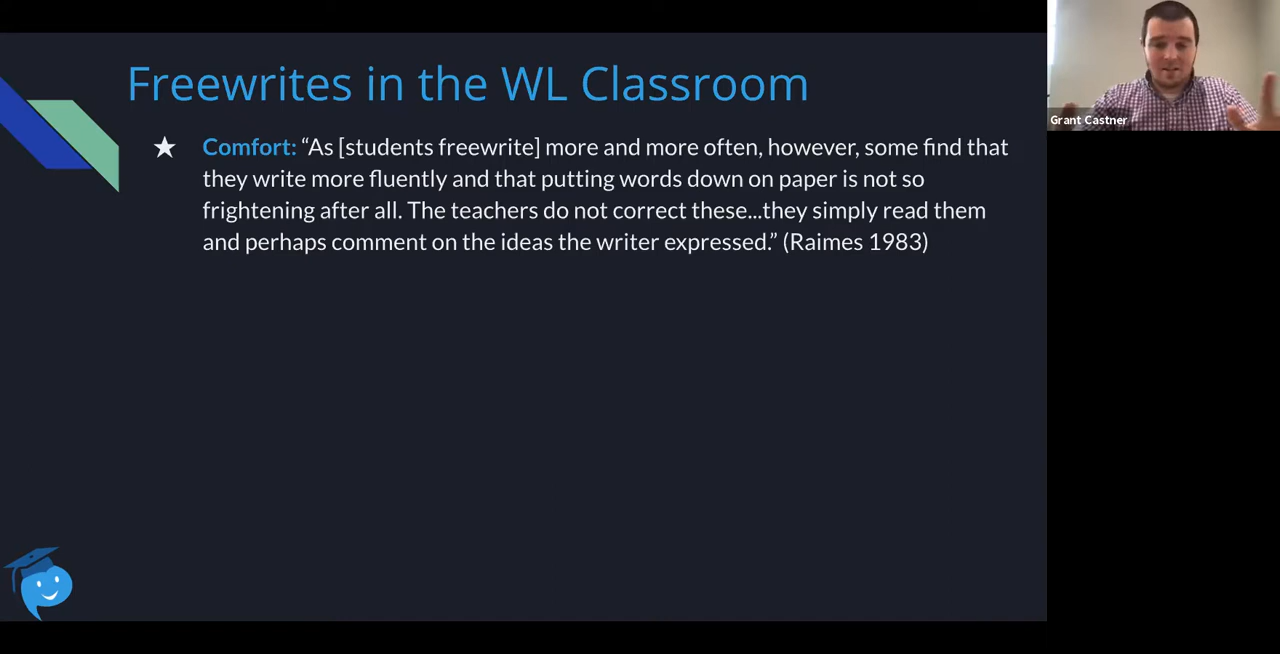 Freewrites in the WL Classroom
★ Comfort: “As [students freewrite] more and more often, however, some find that
they write more fluently and that putting words down on paper is not so
frightening after all. The teachers do not correct these...they simply read them
and perhaps comment on the ideas the writer expressed.” (Raimes 1983)
Grant Castner